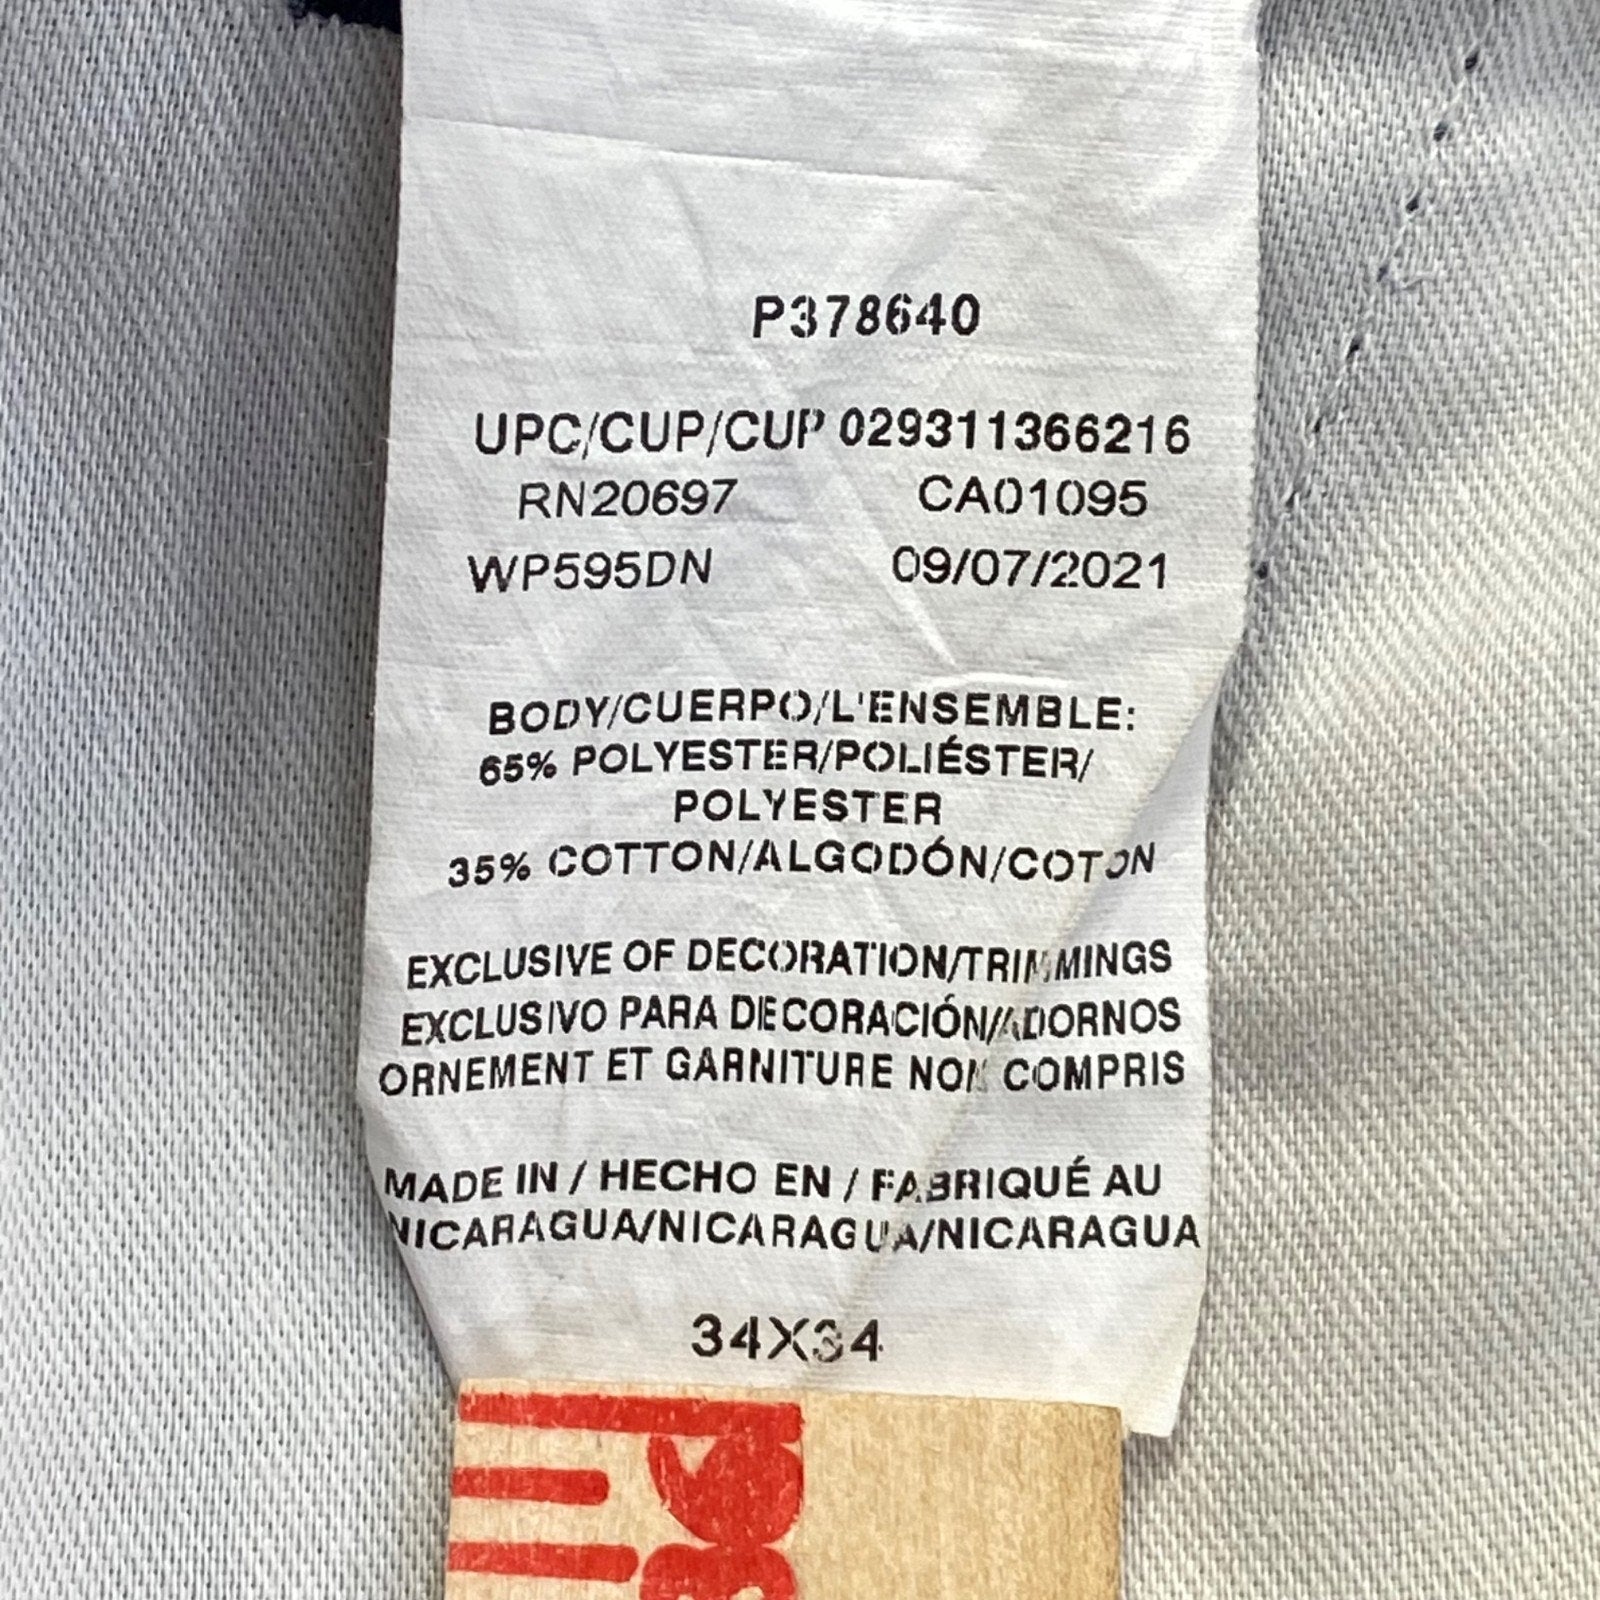 P378640
UPC/CUP/CUP 029311366216
RN20697 CA01095
WP595DN 09/07/2021
BODY/CUERPO/L'ENSEMBLE:
65% POLYESTER/POLIÉSTER/
POLYESTER
35% COTTON/ALGODÓN/COTON
EXCLUSIVE OF DECORATION/TRIMMINGS
EXCLUSIVO PARA DECORACIÓN/ADORNOS
ORNEMENT ET GARNITURE NON COMPRIS
MADE IN / HECHO EN / FABRIQUÉ AU
NICARAGUA/NICARAGUA/NICARAGUA
34X34